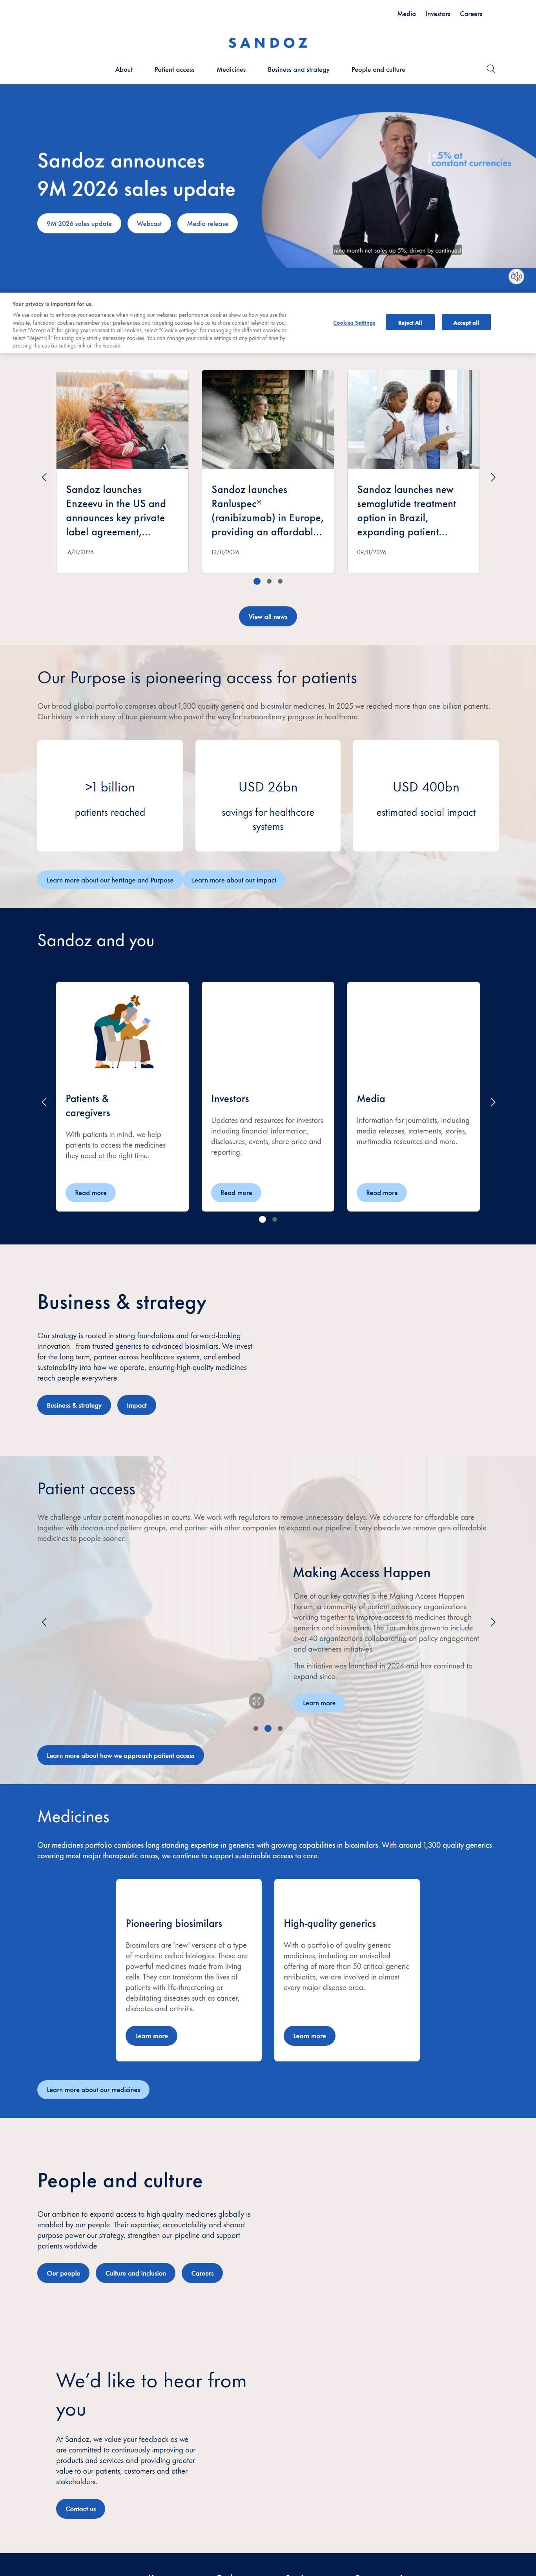 Media Investors Careers
SANDOZ
About Patient access Medicines Business and strategy People and culture
Sandoz announces
9M 2026 sales update
9M 2026 sales update Webcast Media release
5% at
constant currencies
nine-month net sales up 5%, driven by continued
Your privacy is important for us.
We use cookies to enhance your experience when visiting our websites: performance cookies show us how you use this
website, functional cookies remember your preferences and targeting cookies help us to share content relevant to you.
Select "Accept all" for giving your consent to all cookies, select "Cookie settings" for managing the different cookies or
select "Reject all" for using only strictly necessary cookies. You can change your cookie settings at any point of time by
pressing the cookie settings link on the website.
Cookies Settings Reject All Accept all
Sandoz launches
Enzeevu in the US and
announces key private
label agreement,...
16/11/2026
Sandoz launches
Ranluspec®
(ranibizumab) in Europe,
providing an affordabl...
12/11/2026
Sandoz launches new
semaglutide treatment
option in Brazil,
expanding patient...
09/11/2026
View all news
Our Purpose is pioneering access for patients
Our broad global portfolio comprises about 1,300 quality generic and biosimilar medicines. In 2025 we reached more than one billion patients.
Our history is a rich story of true pioneers who paved the way for extraordinary progress in healthcare.
>1 billion
patients reached
USD 26bn
savings for healthcare
systems
USD 400bn
estimated social impact
Learn more about our heritage and Purpose Learn more about our impact
Sandoz and you
Patients &
caregivers
With patients in mind, we help
patients to access the medicines
they need at the right time.
Read more
Investors
Updates and resources for investors
including financial information,
disclosures, events, share price and
reporting.
Read more
Media
Information for journalists, including
media releases, statements, stories,
multimedia resources and more.
Read more
Business & strategy
Our strategy is rooted in strong foundations and forward-looking
innovation - from trusted generics to advanced biosimilars. We invest
for the long term, partner across healthcare systems, and embed
sustainability into how we operate, ensuring high-quality medicines
reach people everywhere.
Business & strategy Impact
Patient access
We challenge unfair patent monopolies in courts. We work with regulators to remove unnecessary delays. We advocate for affordable care
together with doctors and patient groups, and partner with other companies to expand our pipeline. Every obstacle we remove gets affordable
medicines to people sooner.
Making Access Happen
One of our key activities is the Making Access Happen
Forum, a community of patient advocacy organizations
working together to improve access to medicines through
generics and biosimilars. The Forum has grown to include
over 40 organizations collaborating on policy engagement
and awareness initiatives.
The initiative was launched in 2024 and has continued to
expand since.
Learn more
Learn more about how we approach patient access
Medicines
Our medicines portfolio combines long-standing expertise in generics with growing capabilities in biosimilars. With around 1,300 quality generics
covering most major therapeutic areas, we continue to support sustainable access to care.
Pioneering biosimilars
Biosimilars are 'new' versions of a type
of medicine called biologics. These are
powerful medicines made from living
cells. They can transform the lives of
patients with life-threatening or
debilitating diseases such as cancer,
diabetes and arthritis.
Learn more
High-quality generics
With a portfolio of quality generic
medicines, including an unrivalled
offering of more than 50 critical generic
antibiotics, we are involved in almost
every major disease area.
Learn more
Learn more about our medicines
People and culture
Our ambition to expand access to high-quality medicines globally is
enabled by our people. Their expertise, accountability and shared
purpose power our strategy, strengthen our pipeline and support
patients worldwide.
Our people Culture and inclusion Careers
We'd like to hear from
you
At Sandoz, we value your feedback as we
are committed to continuously improving our
products and services and providing greater
value to our patients, customers and other
stakeholders.
Contact us